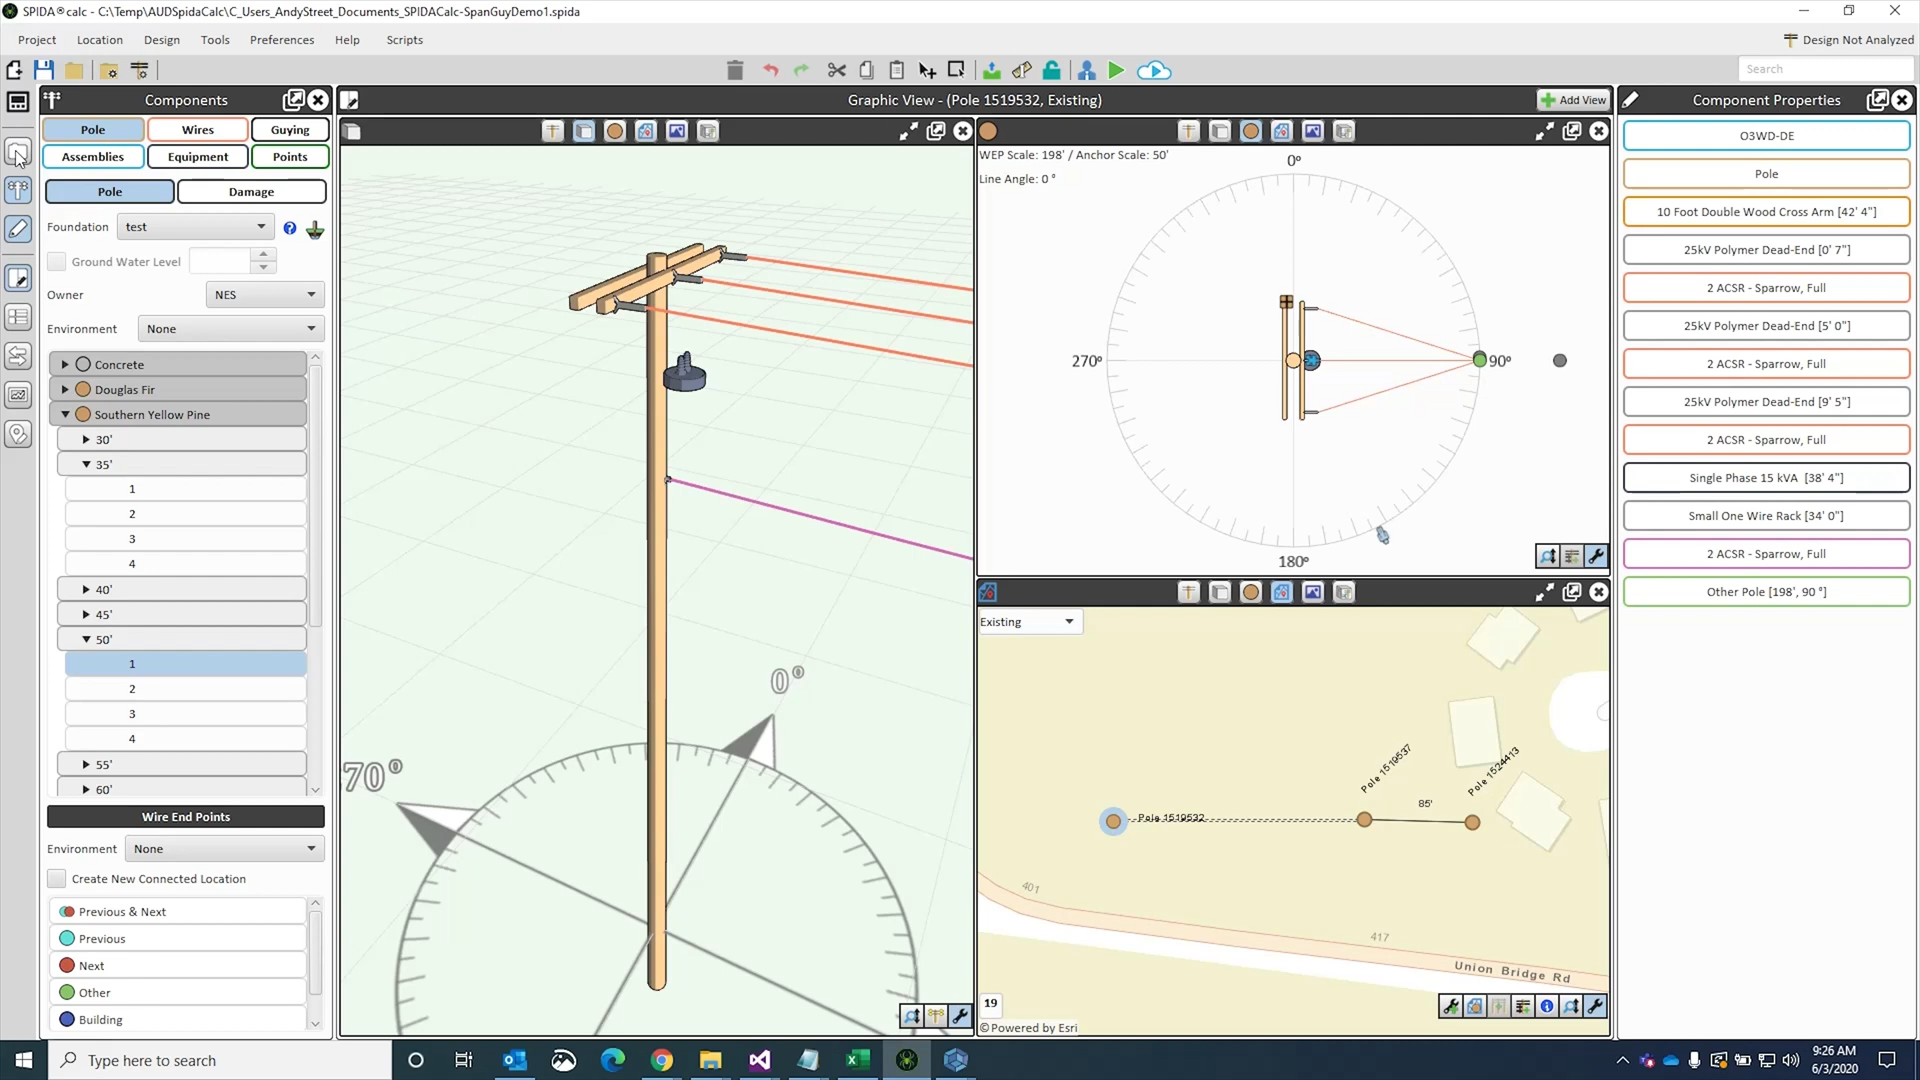 SPIDA®calc - C:\Temp\AUDSpidaCalc\C_Users_AndyStreet_Documents_SPIDACalc-SpanGuyDemo1.spida
Project Location Design Tools Preferences Help Scripts
Design Not Analyzed
Search
Components
Pole Wires Guying
Assemblies Equipment Points
Pole Damage
Foundation test
Ground Water Level
Owner NES
Environment None
Concrete
Douglas Fir
Southern Yellow Pine
30'
35'
1
2
3
4
40'
45'
50'
1
2
3
4
55'
60'
Wire End Points
Environment None
Create New Connected Location
Previous & Next
Previous
Next
Other
Building
Graphic View - (Pole 1519532, Existing)
Add View
0°
70°
WEP Scale: 198' / Anchor Scale: 50'
Line Angle: 0 °
0°
270°
90°
180°
Existing
Pole 1519532
Pole 1519537
Pole 1524413
85'
401
417
Union Bridge Rd
19
©Powered by Esri
Component Properties
O3WD-DE
Pole
10 Foot Double Wood Cross Arm [42' 4"]
25kV Polymer Dead-End [0' 7"]
2 ACSR - Sparrow, Full
25kV Polymer Dead-End [5' 0"]
2 ACSR - Sparrow, Full
25kV Polymer Dead-End [9' 5"]
2 ACSR - Sparrow, Full
Single Phase 15 kVA [38' 4"]
Small One Wire Rack [34' 0"]
2 ACSR - Sparrow, Full
Other Pole [198', 90 °]
Type here to search
9:26 AM
6/3/2020